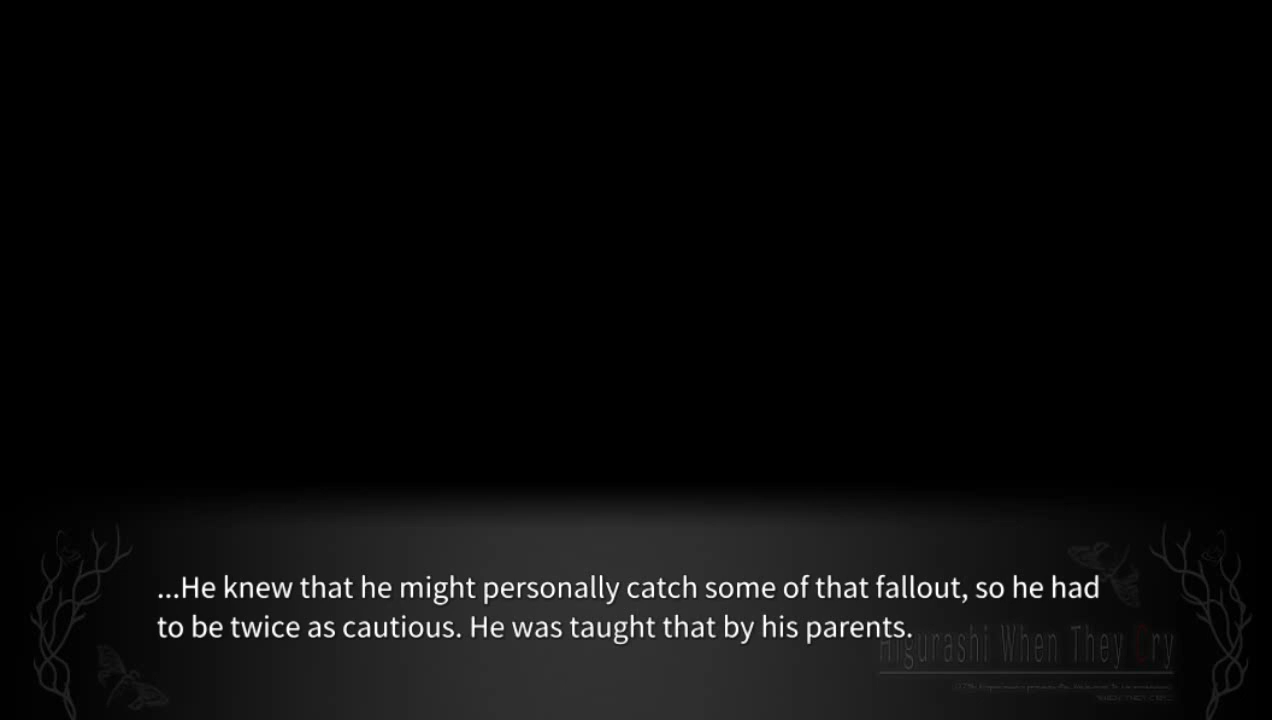 ...He knew that he might personally catch some of that fallout, so he had
to be twice as cautious. He was taught that by his parents.
Higurashi When They Cry